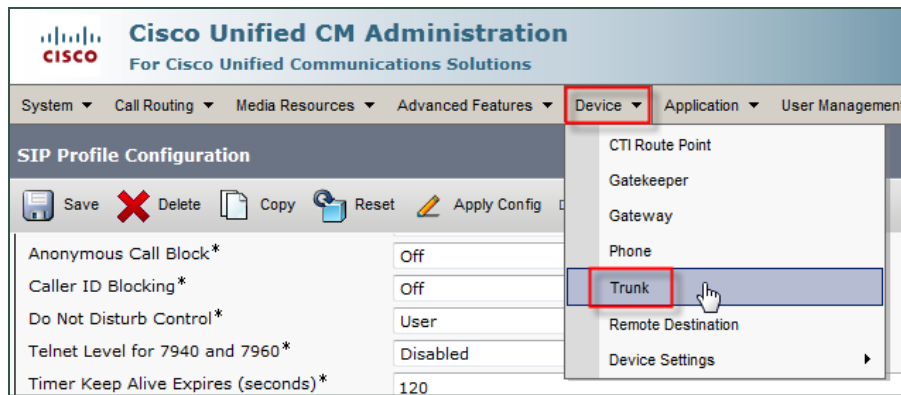 Cisco Unified CM Administration
CISCO
For Cisco Unified Communications Solutions
System Call Routing Media Resources Advanced Features Device Application User Management
SIP Profile Configuration
Save Delete Copy Reset Apply Config
CTI Route Point
Gatekeeper
Gateway
Phone
Trunk
Remote Destination
Device Settings
Anonymous Call Block* Off
Caller ID Blocking* Off
Do Not Disturb Control* User
Telnet Level for 7940 and 7960* Disabled
Timer Keep Alive Expires (seconds)* 120